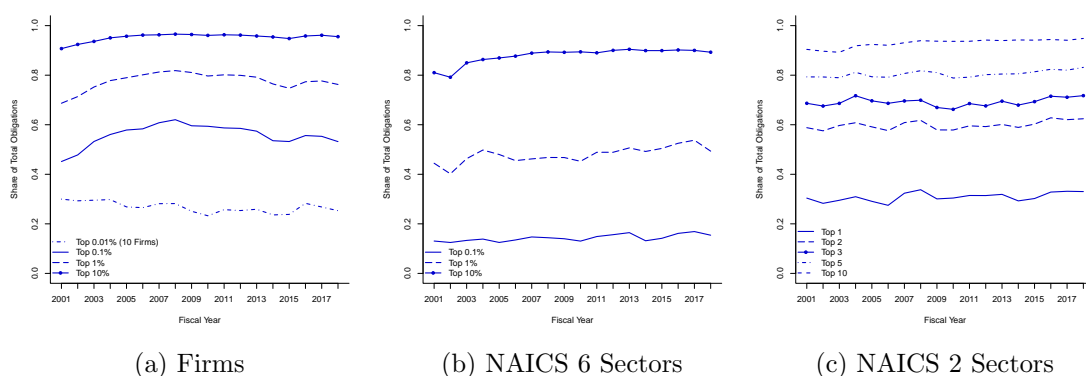 1.0
0.8
0.6
0.4
0.2
0.0
Share of Total Obligations
Top 0.01% (10 Firms)
Top 0.1%
Top 1%
Top 10%
2001 2003 2005 2007 2009 2011 2013 2015 2017
Fiscal Year
(a) Firms
1.0
0.8
0.6
0.4
0.2
0.0
Share of Total Obligations
Top 0.1%
Top 1%
Top 10%
2001 2003 2005 2007 2009 2011 2013 2015 2017
Fiscal Year
(b) NAICS 6 Sectors
1.0
0.8
0.6
0.4
0.2
0.0
Share of Total Obligations
Top 1
Top 2
Top 3
Top 5
Top 10
2001 2003 2005 2007 2009 2011 2013 2015 2017
Fiscal Year
(c) NAICS 2 Sectors